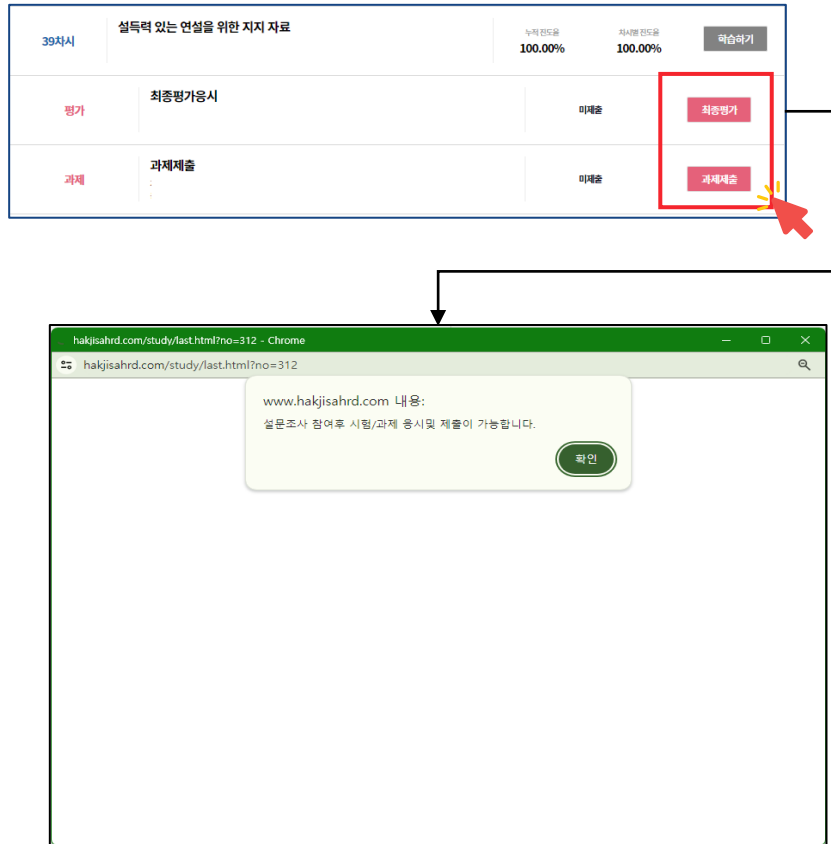 39차시
설득력 있는 연설을 위한 지지 자료
누적진도율
100.00%
차시별진도율
100.00%
학습하기
평가
최종평가응시
미제출
최종평가
과제
과제제출
미제출
과제제출
hakjisahrd.com/study/last.html?no=312 - Chrome
hakjisahrd.com/study/last.html?no=312
www.hakjisahrd.com 내용:
설문조사 참여후 시험/과제 응시및 제출이 가능합니다.
확인